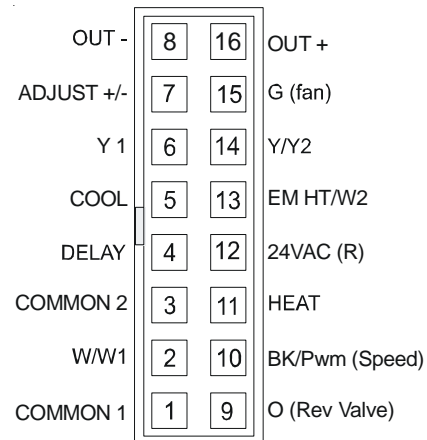 OUT - 8 16 OUT +
ADJUST +/- 7 15 G (fan)
Y 1 6 14 Y/Y2
COOL 5 13 EM HT/W2
DELAY 4 12 24VAC (R)
COMMON 2 3 11 HEAT
W/W1 2 10 BK/Pwm (Speed)
COMMON 1 1 9 O (Rev Valve)